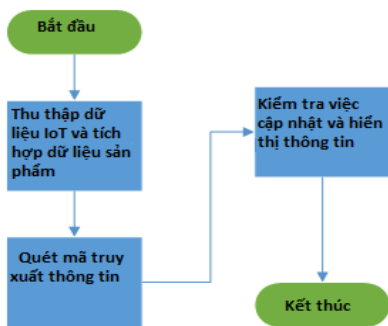 Bắt đầu
Thu thập dữ
liệu IoT và tích
hợp dữ liệu sản
phẩm
Quét mã truy
xuất thông tin
Kiểm tra việc
cập nhật và hiển
thị thông tin
Kết thúc